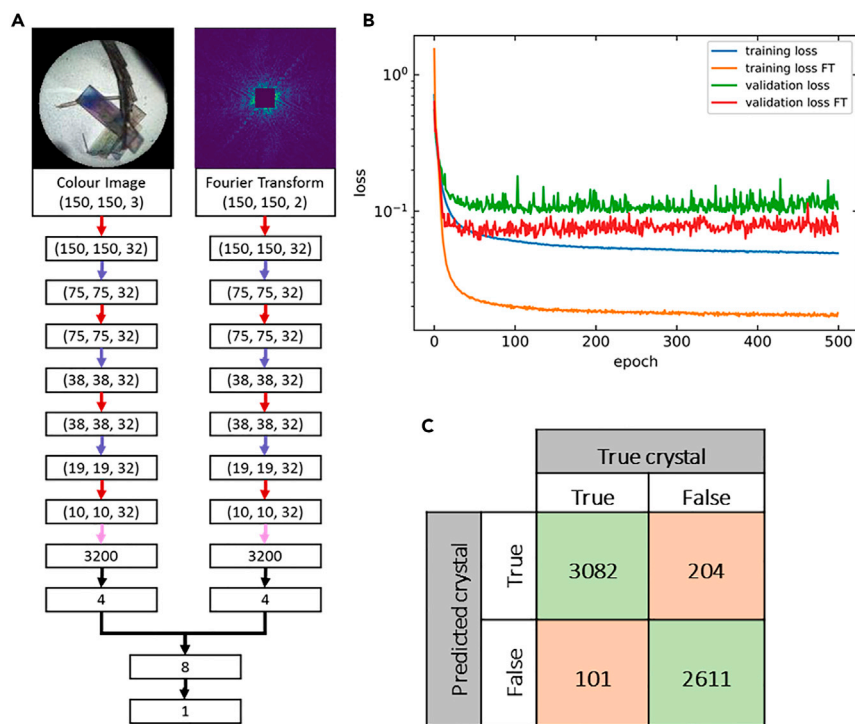 A
Colour Image
(150, 150, 3)
(150, 150, 32)
(75, 75, 32)
(75, 75, 32)
(38, 38, 32)
(38, 38, 32)
(19, 19, 32)
(10, 10, 32)
3200
4
Fourier Transform
(150, 150, 2)
(150, 150, 32)
(75, 75, 32)
(75, 75, 32)
(38, 38, 32)
(38, 38, 32)
(19, 19, 32)
(10, 10, 32)
3200
4
8
1
B
training loss
training loss FT
validation loss
validation loss FT
loss
10⁰
10⁻¹
0 100 200 300 400 500
epoch
C
True crystal
True False
Predicted crystal
True 3082 204
False 101 2611